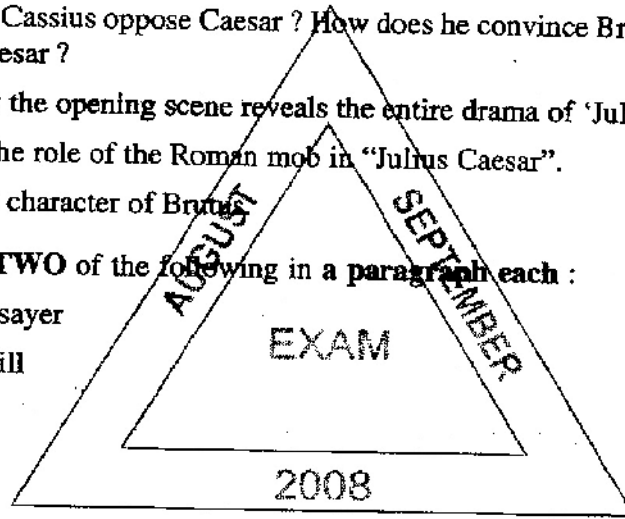 Cassius oppose Caesar ? How does he convince Br
esar ?
the opening scene reveals the entire drama of ‘Jul
he role of the Roman mob in “Julius Caesar”.
character of Brutus
TWO of the following in a paragraph each :
sayer
ill
AUGUST
SEPTEMBER
EXAM
2008